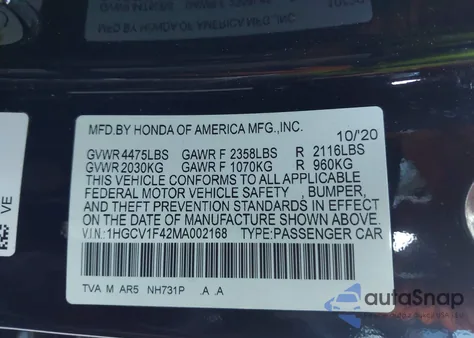 MFD.BY HONDA OF AMERICA MFG.,INC.
10/'20
GVWR 4475LBS GAWR F 2358LBS R 2116LBS
GVWR 2030KG GAWR F 1070KG R 960KG
THIS VEHICLE CONFORMS TO ALL APPLICABLE
FEDERAL MOTOR VEHICLE SAFETY , BUMPER,
AND THEFT PREVENTION STANDARDS IN EFFECT
ON THE DATE OF MANUFACTURE SHOWN ABOVE.
V.I.N.:1HGCV1F42MA002168 TYPE:PASSENGER CAR
TVA M AR5 NH731P .A .A
VE
autoSnap